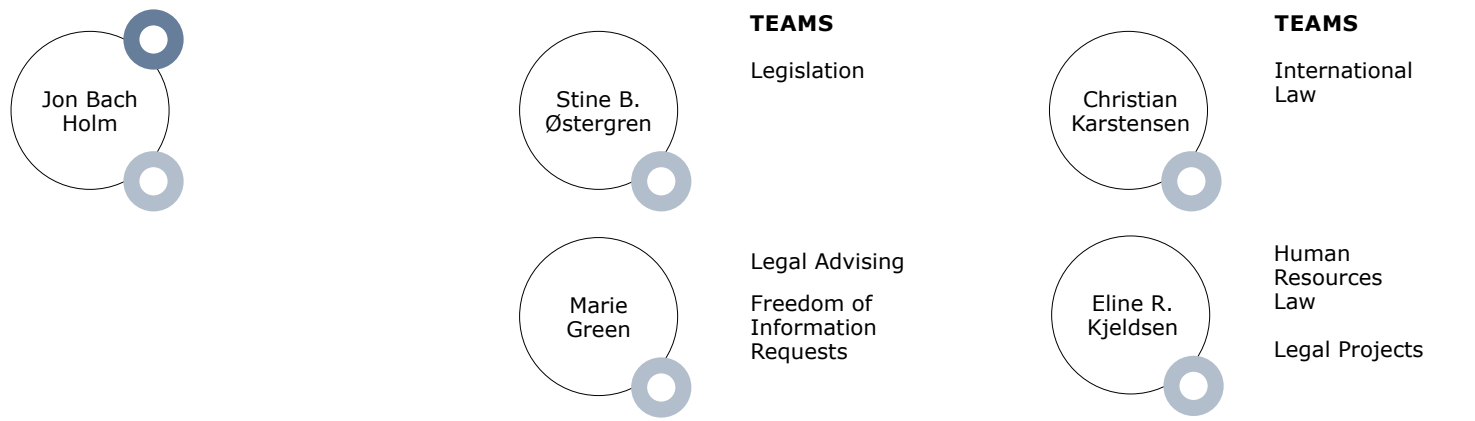 Jon Bach
Holm
Stine B.
Østergren
TEAMS
Legislation
Christian
Karstensen
TEAMS
International
Law
Marie
Green
Legal Advising
Freedom of
Information
Requests
Eline R.
Kjeldsen
Human
Resources
Law
Legal Projects